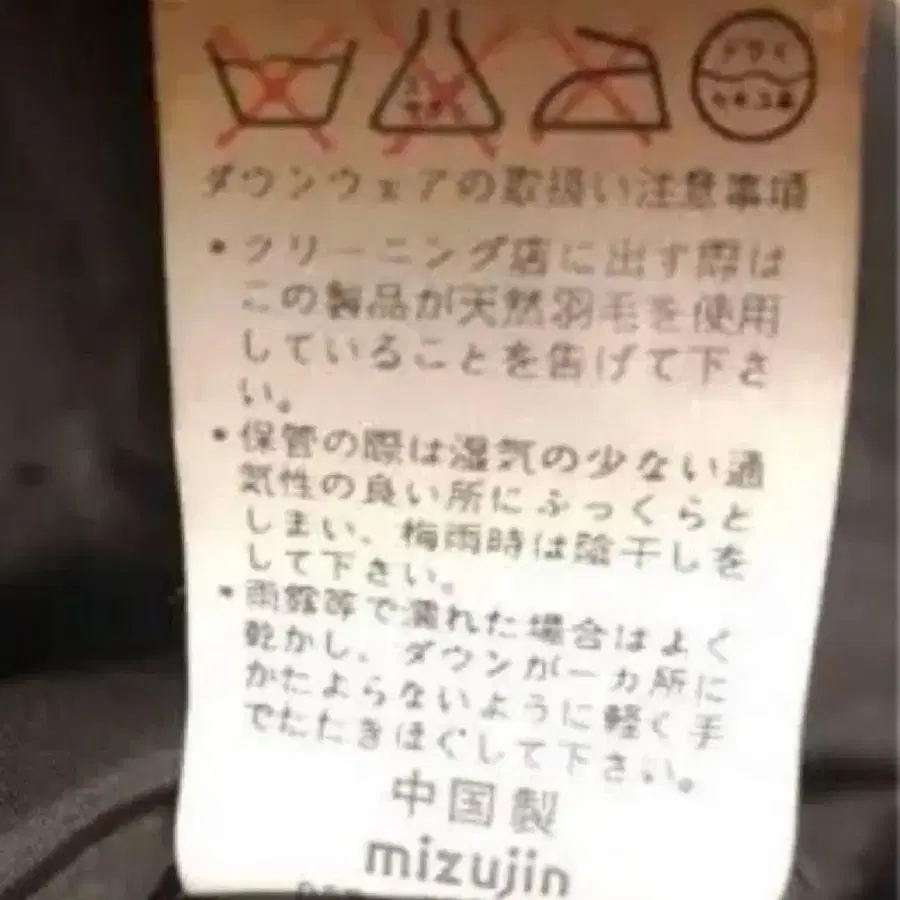 ドライ
セキユ系
ダウンウェアの取扱い注意事項
• クリーニング店に出す際は
この製品が天然羽毛を使用
していることを告げて下さ
い。
• 保管の際は湿気の少ない通
気性の良い所にふっくらと
しまい、梅雨時は陰干しを
して下さい。
• 雨等で濡れた場合はよく
乾かし、ダウンが一カ所に
かたよらないように軽く手
でたたきほぐして下さい。
中国製
mizujin